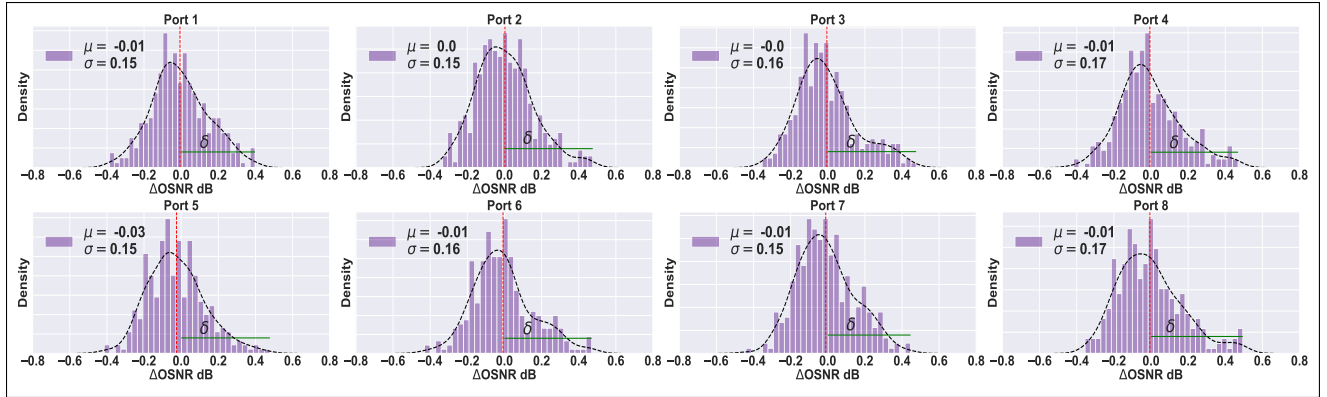 Port 1
μ = -0.01
σ = 0.15
δ
Density
−0.8 −0.6 −0.4 −0.2 0.0 0.2 0.4 0.6 0.8
ΔOSNR dB
Port 2
μ = 0.0
σ = 0.15
δ
Density
−0.8 −0.6 −0.4 −0.2 0.0 0.2 0.4 0.6 0.8
ΔOSNR dB
Port 3
μ = -0.0
σ = 0.16
δ
Density
−0.8 −0.6 −0.4 −0.2 0.0 0.2 0.4 0.6 0.8
ΔOSNR dB
Port 4
μ = -0.01
σ = 0.17
δ
Density
−0.8 −0.6 −0.4 −0.2 0.0 0.2 0.4 0.6 0.8
ΔOSNR dB
Port 5
μ = -0.03
σ = 0.15
δ
Density
−0.8 −0.6 −0.4 −0.2 0.0 0.2 0.4 0.6 0.8
ΔOSNR dB
Port 6
μ = -0.01
σ = 0.16
δ
Density
−0.8 −0.6 −0.4 −0.2 0.0 0.2 0.4 0.6 0.8
ΔOSNR dB
Port 7
μ = -0.01
σ = 0.15
δ
Density
−0.8 −0.6 −0.4 −0.2 0.0 0.2 0.4 0.6 0.8
ΔOSNR dB
Port 8
μ = -0.01
σ = 0.17
δ
Density
−0.8 −0.6 −0.4 −0.2 0.0 0.2 0.4 0.6 0.8
ΔOSNR dB